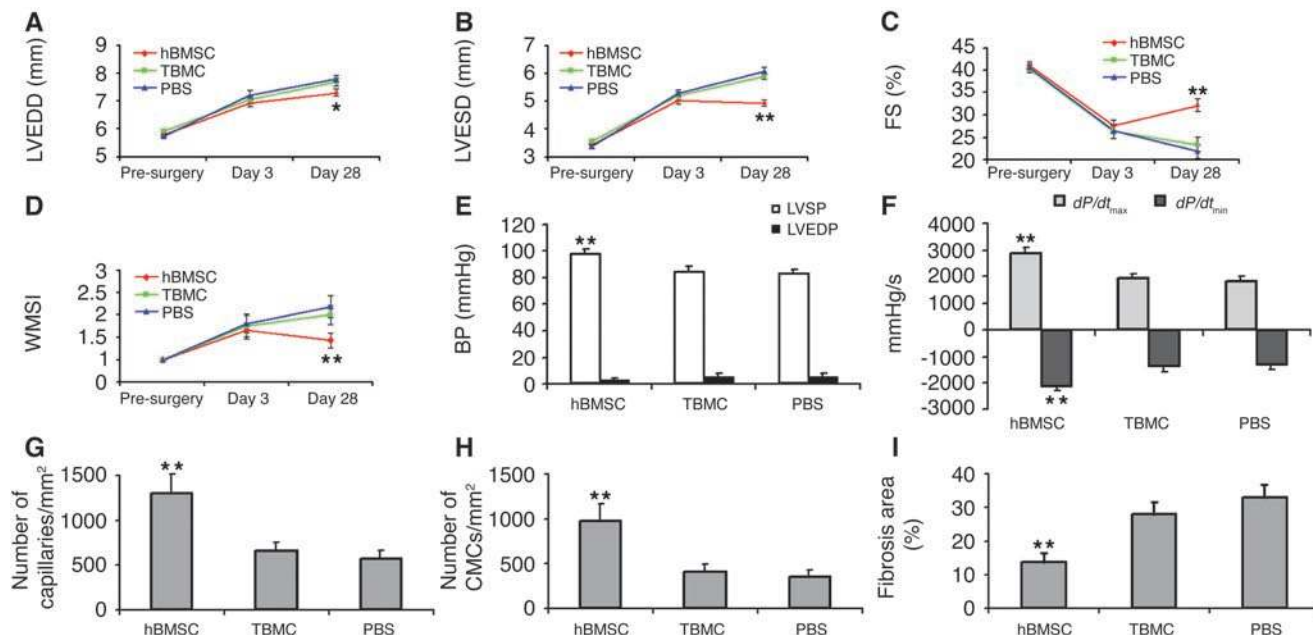 A
LVEDD (mm)
9
8
7
6
5
hBMSC
TBMC
PBS
*
Pre-surgery Day 3 Day 28
B
LVESD (mm)
7
6
5
4
3
2
hBMSC
TBMC
PBS
**
Pre-surgery Day 3 Day 28
C
FS (%)
45
40
35
30
25
20
hBMSC
TBMC
PBS
**
Pre-surgery Day 3 Day 28
D
WMSI
3
2.5
2
1.5
1
0
hBMSC
TBMC
PBS
**
Pre-surgery Day 3 Day 28
E
BP (mmHg)
120
100
80
60
40
20
0
LVSP
LVEDP
**
hBMSC TBMC PBS
F
dP/dtmax dP/dtmin
mmHg/s
4000
3000
2000
1000
0
-1000
-2000
-3000
**
**
hBMSC TBMC PBS
G
Number of
capillaries/mm²
1500
1000
500
0
**
hBMSC TBMC PBS
H
Number of
CMCs/mm²
1500
1000
500
0
**
hBMSC TBMC PBS
I
Fibrosis area
(%)
40
30
20
10
0
**
hBMSC TBMC PBS